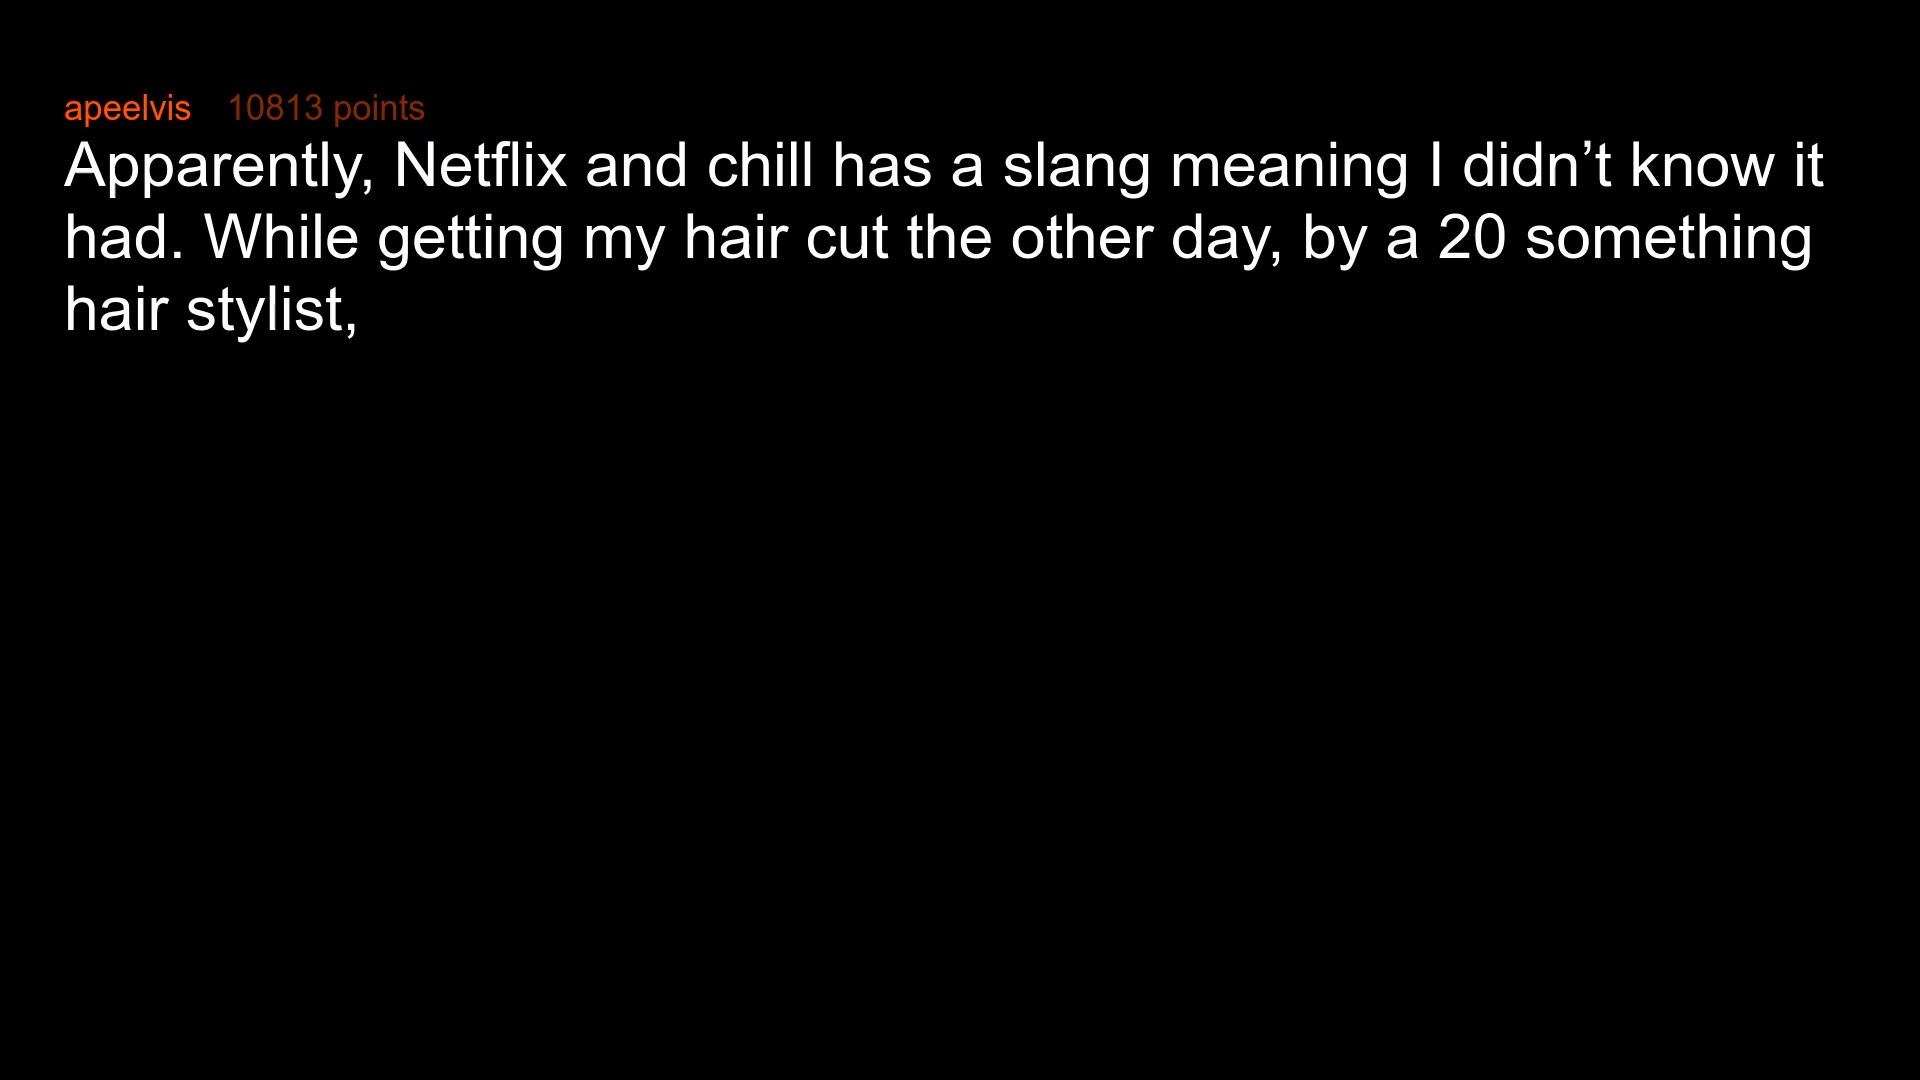 apeelvis 10813 points
Apparently, Netflix and chill has a slang meaning I didn’t know it
had. While getting my hair cut the other day, by a 20 something
hair stylist,